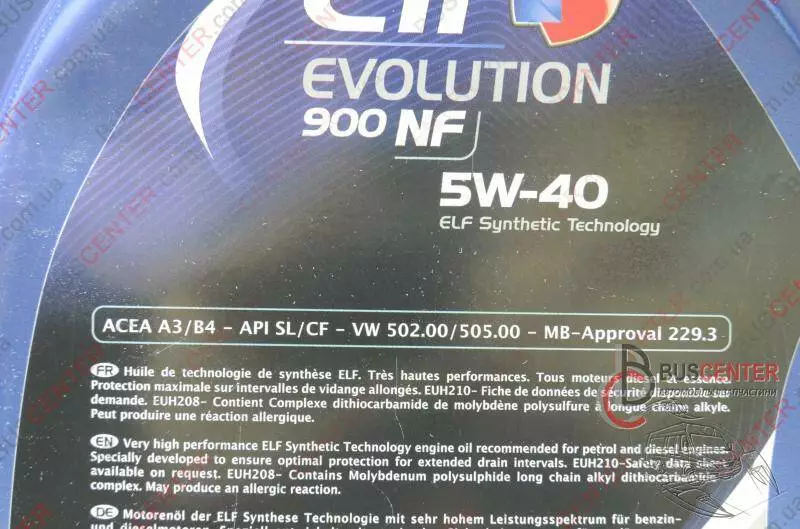 elf
EVOLUTION
900 NF
5W-40
ELF Synthetic Technology
ACEA A3/B4 - API SL/CF - VW 502.00/505.00 - MB-Approval 229.3
FR Huile de technologie de synthèse ELF. Très hautes performances. Tous moteurs diesel et essence.
Protection maximale sur intervalles de vidange allongés. EUH210- Fiche de données de sécurité disponible sur
demande. EUH208- Contient Complexe dithiocarbamide de molybdène polysulfure à longue chaîne alkyle.
Peut produire une réaction allergique.
EN Very high performance ELF Synthetic Technology engine oil recommended for petrol and diesel engines.
Specially developed to ensure optimal protection for extended drain intervals. EUH210-Safety data sheet
available on request. EUH208- Contains Molybdenum polysulphide long chain alkyl dithiocarbamide
complex. May produce an allergic reaction.
DE Motorenöl der ELF Synthese Technologie mit sehr hohem Leistungsspektrum für benzin-
BUSCENTER